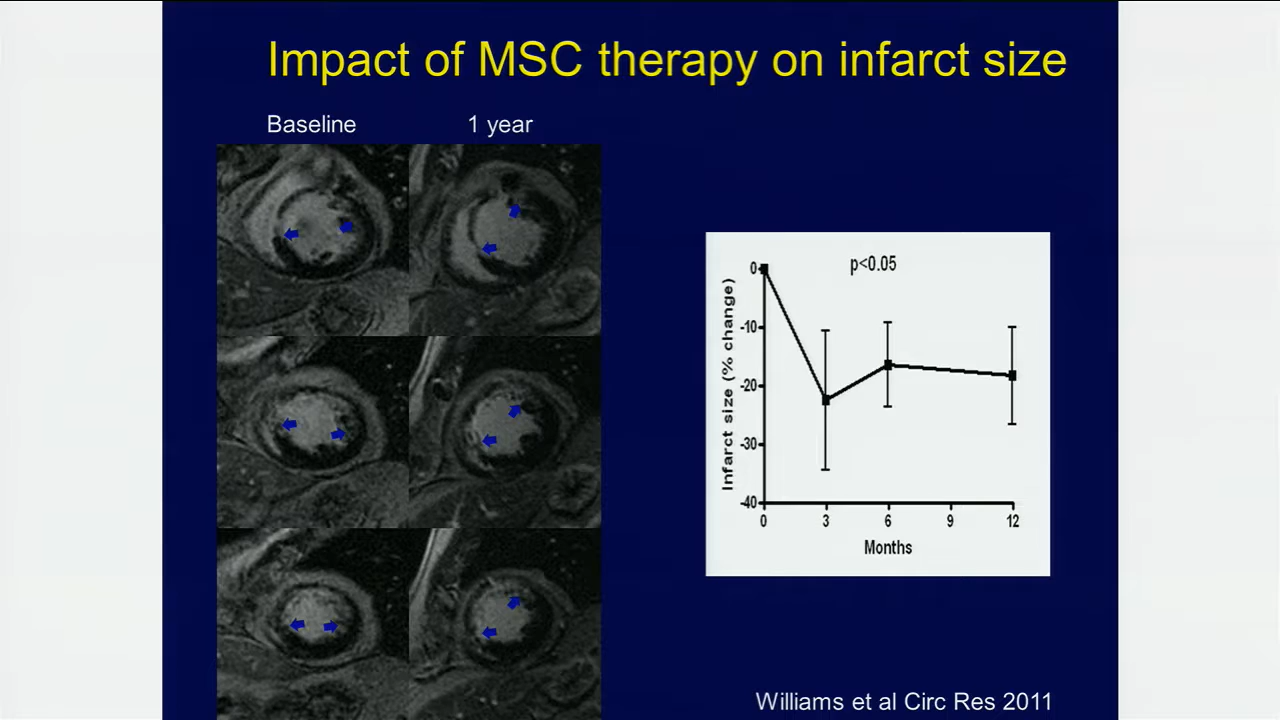 Impact of MSC therapy on infarct size
Baseline
1 year
p<0.05
Infarct size (% change)
0
-10
-20
-30
-40
0
3
6
9
12
Months
Williams et al Circ Res 2011